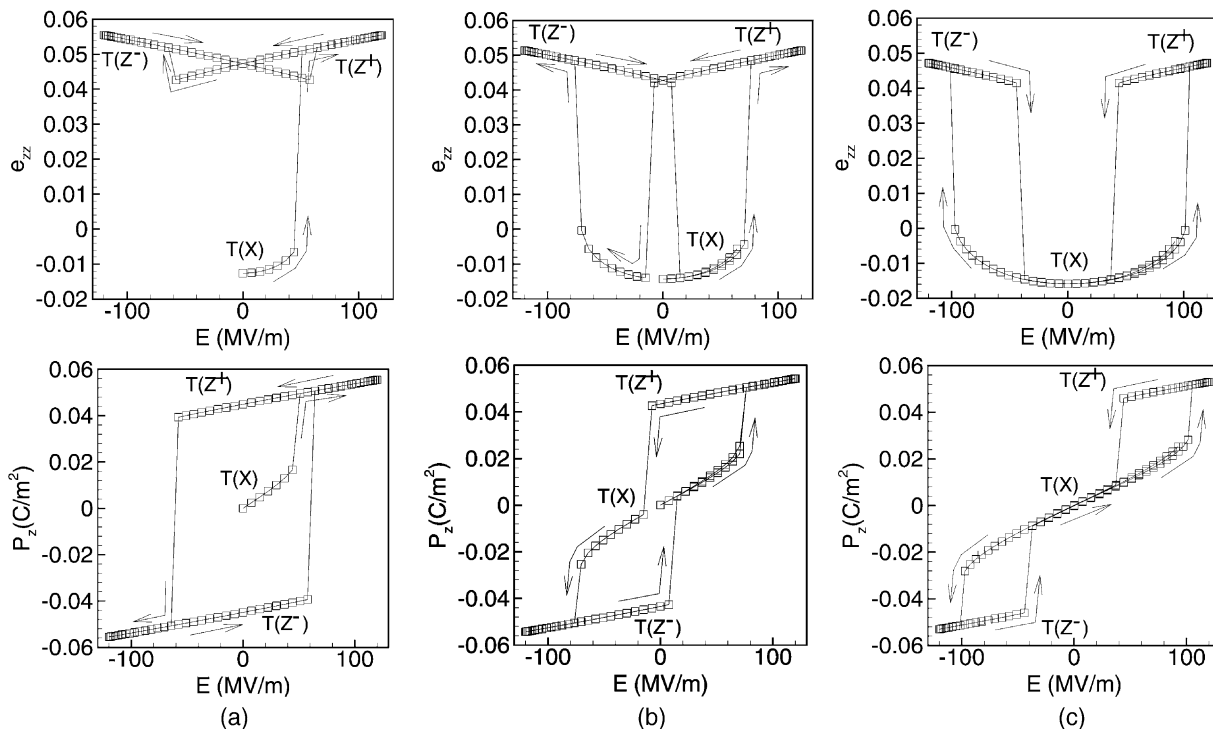 0.06
0.05
0.04
0.03
0.02
0.01
0
-0.01
-0.02
e_zz
T(Z⁻)
T(Z⁺)
T(X)
-100
0
100
E (MV/m)
0.06
0.05
0.04
0.03
0.02
0.01
0
-0.01
-0.02
e_zz
T(Z⁻)
T(Z⁺)
T(X)
-100
0
100
E (MV/m)
0.06
0.05
0.04
0.03
0.02
0.01
0
-0.01
-0.02
e_zz
T(Z⁻)
T(Z⁺)
T(X)
-100
0
100
E (MV/m)
0.06
0.04
0.02
0
-0.02
-0.04
0.06
P_z(C/m²)
T(Z⁺)
T(X)
T(Z⁻)
-100
0
100
E (MV/m)
(a)
0.06
0.04
0.02
0
-0.02
-0.04
-0.06
P_z(C/m²)
T(Z⁺)
T(X)
T(Z⁻)
-100
0
100
E (MV/m)
(b)
0.06
0.04
0.02
0
-0.02
-0.04
-0.06
P_z(C/m²)
T(Z⁺)
T(X)
T(Z⁻)
-100
0
100
E (MV/m)
(c)